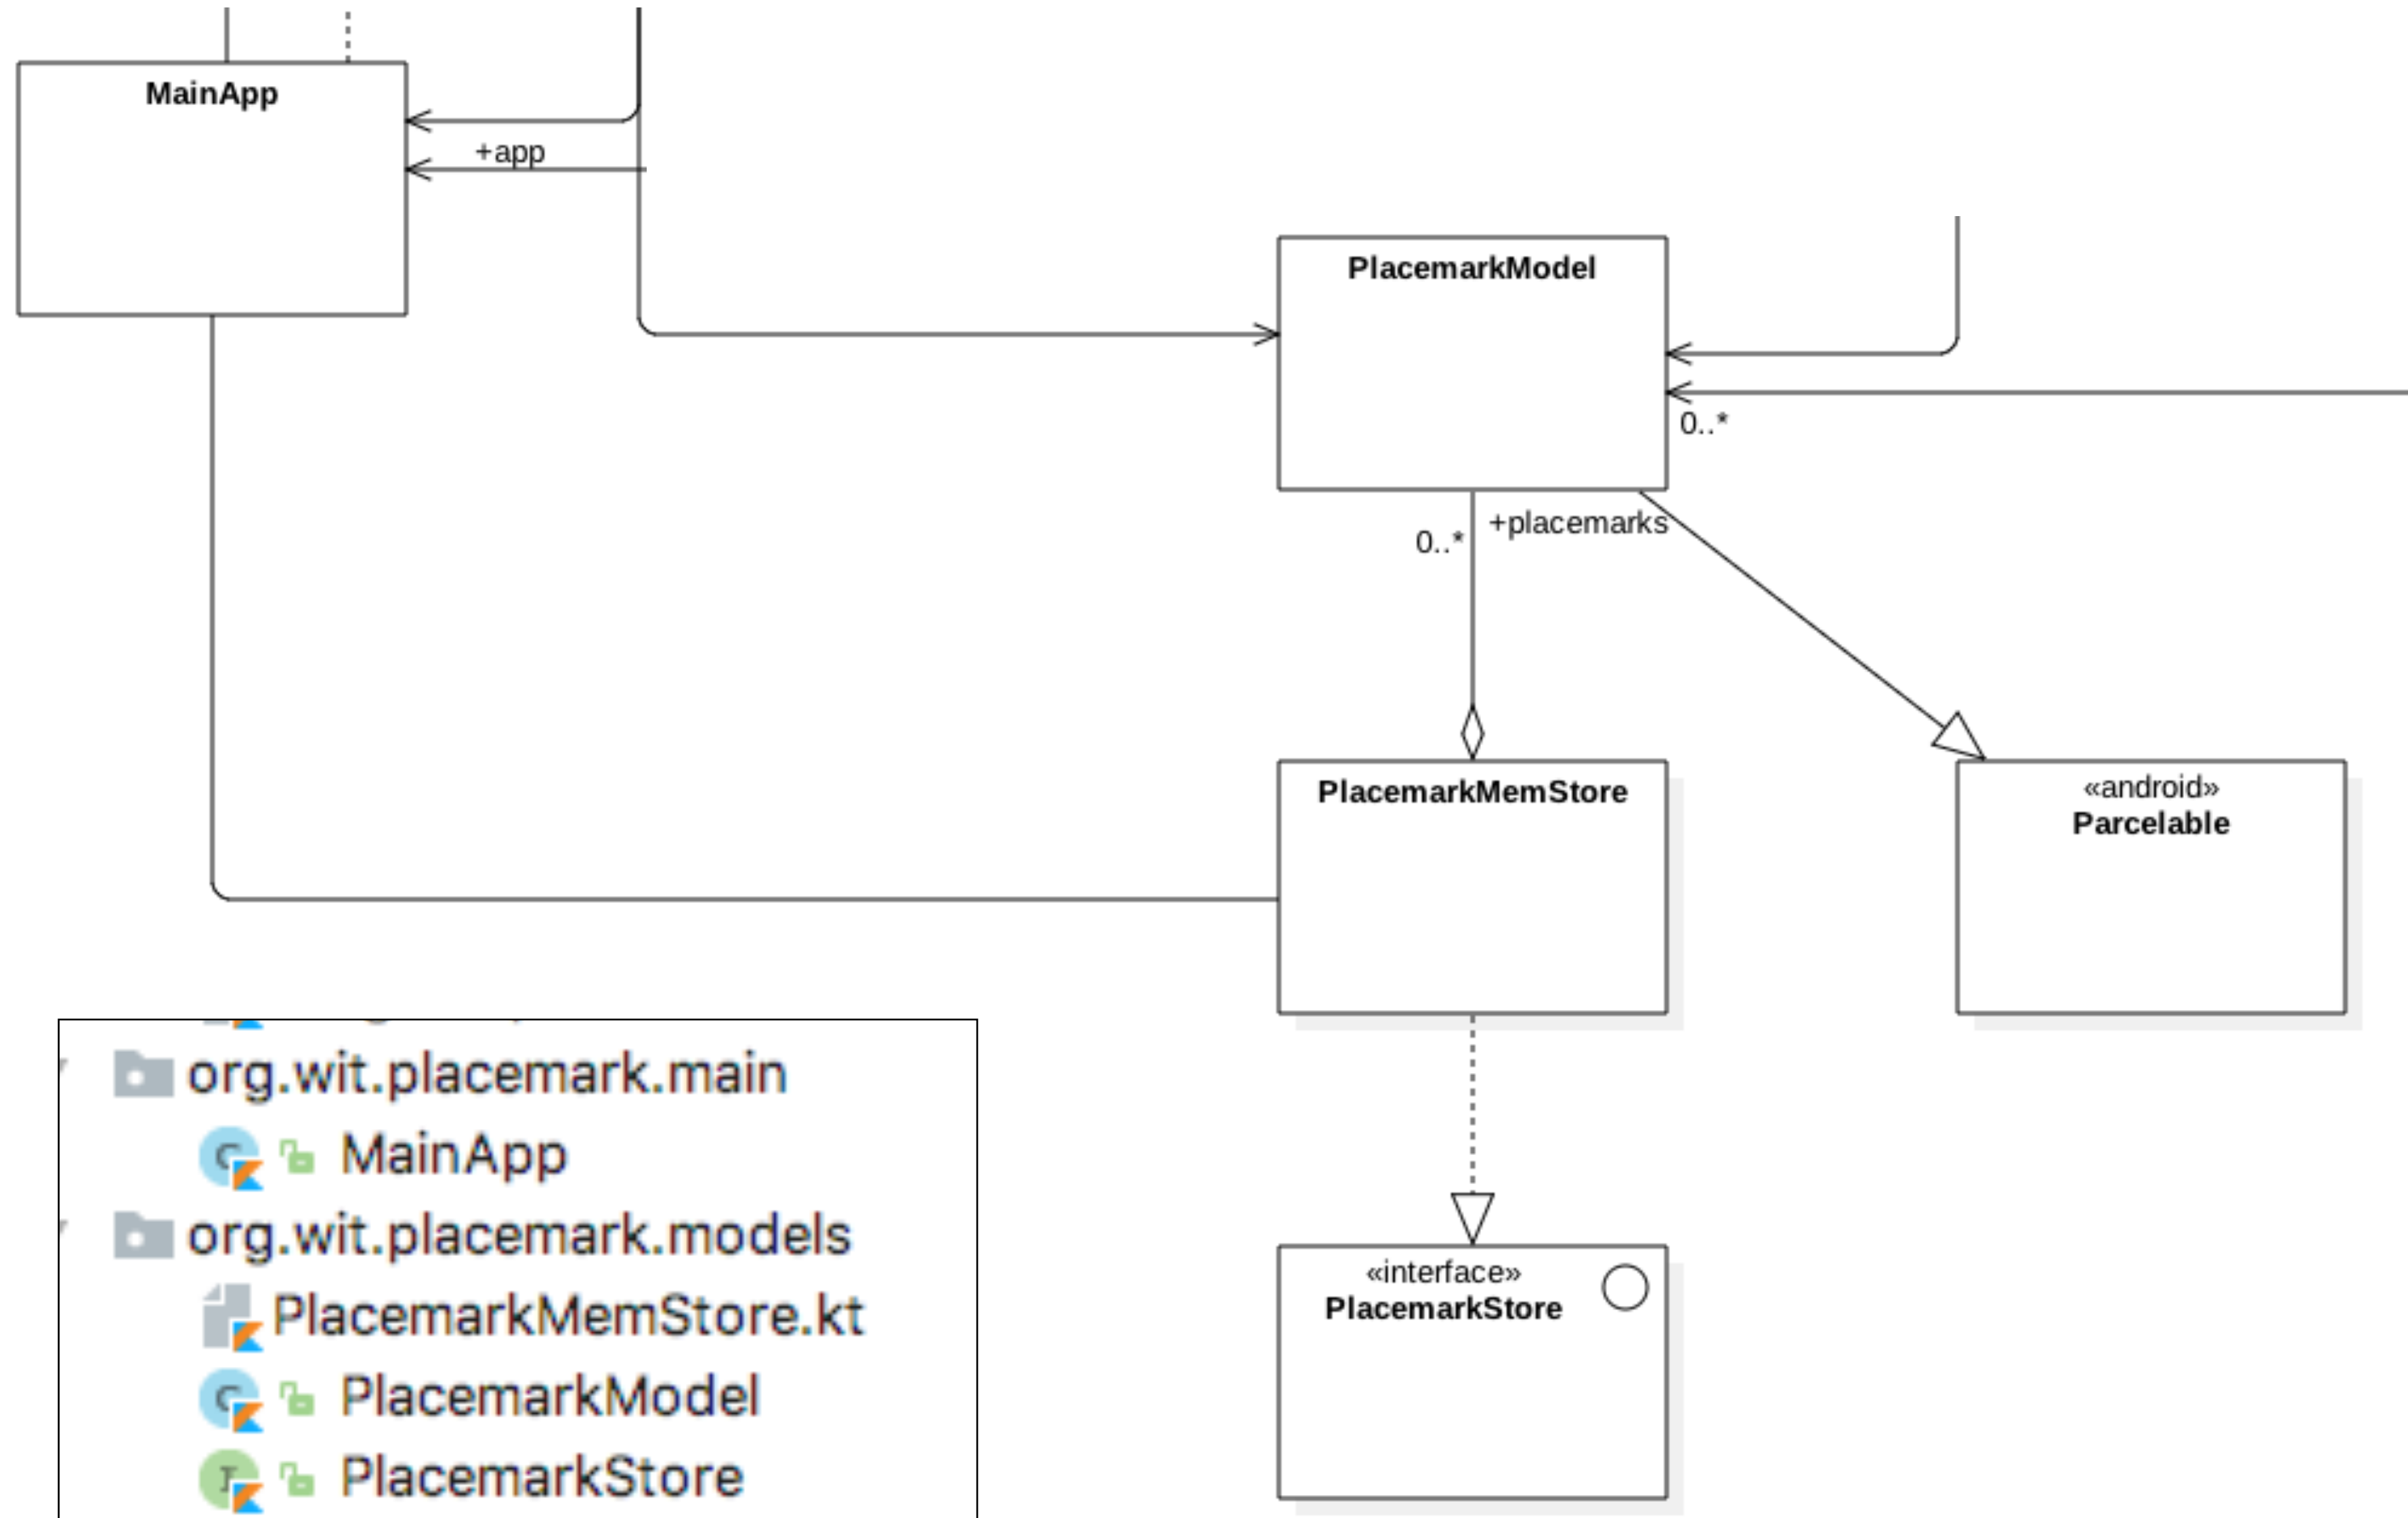 MainApp
+app
PlacemarkModel
0..*
+placemarks
0..*
PlacemarkMemStore
«android»
Parcelable
«interface»
PlacemarkStore
org.wit.placemark.main
MainApp
org.wit.placemark.models
PlacemarkMemStore.kt
PlacemarkModel
PlacemarkStore